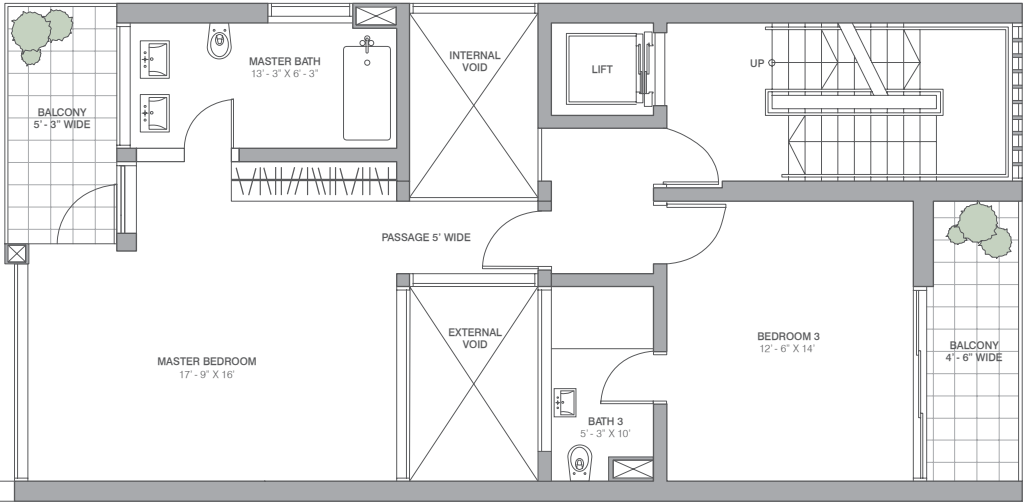 MASTER BATH
13' - 3" X 6' - 3"
INTERNAL
VOID
LIFT
UP
BALCONY
5' - 3" WIDE
PASSAGE 5' WIDE
MASTER BEDROOM
17' - 9" X 16'
EXTERNAL
VOID
BEDROOM 3
12' - 6" X 14'
BALCONY
4' - 6" WIDE
BATH 3
5' - 3" X 10'